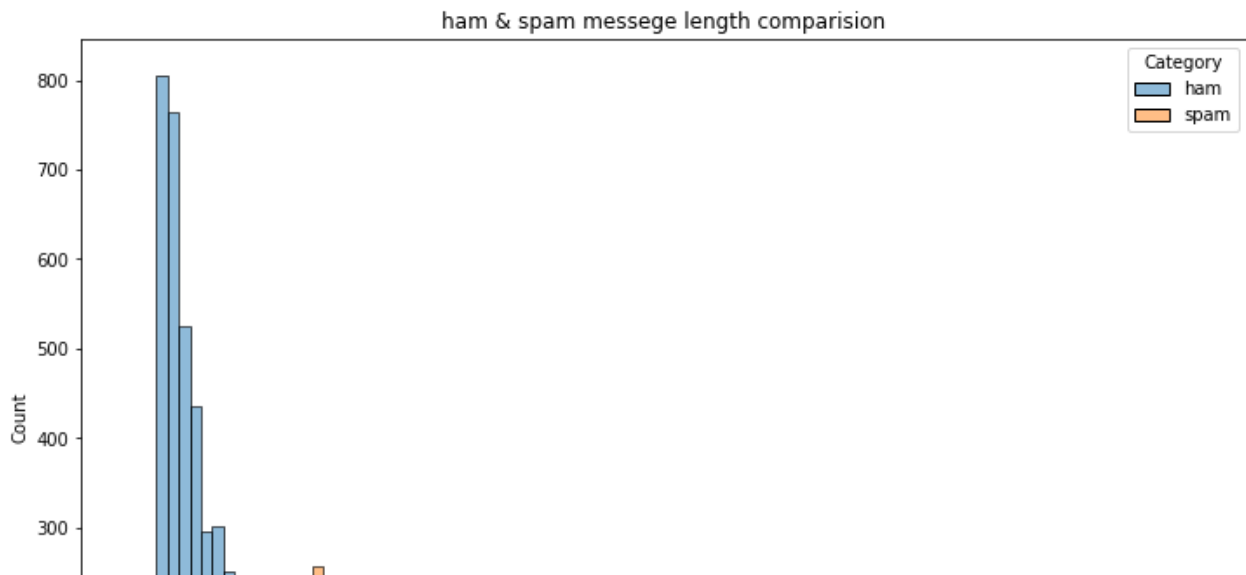 ham & spam messege length comparision
Category
ham
spam
800
700
600
500
400
300
Count